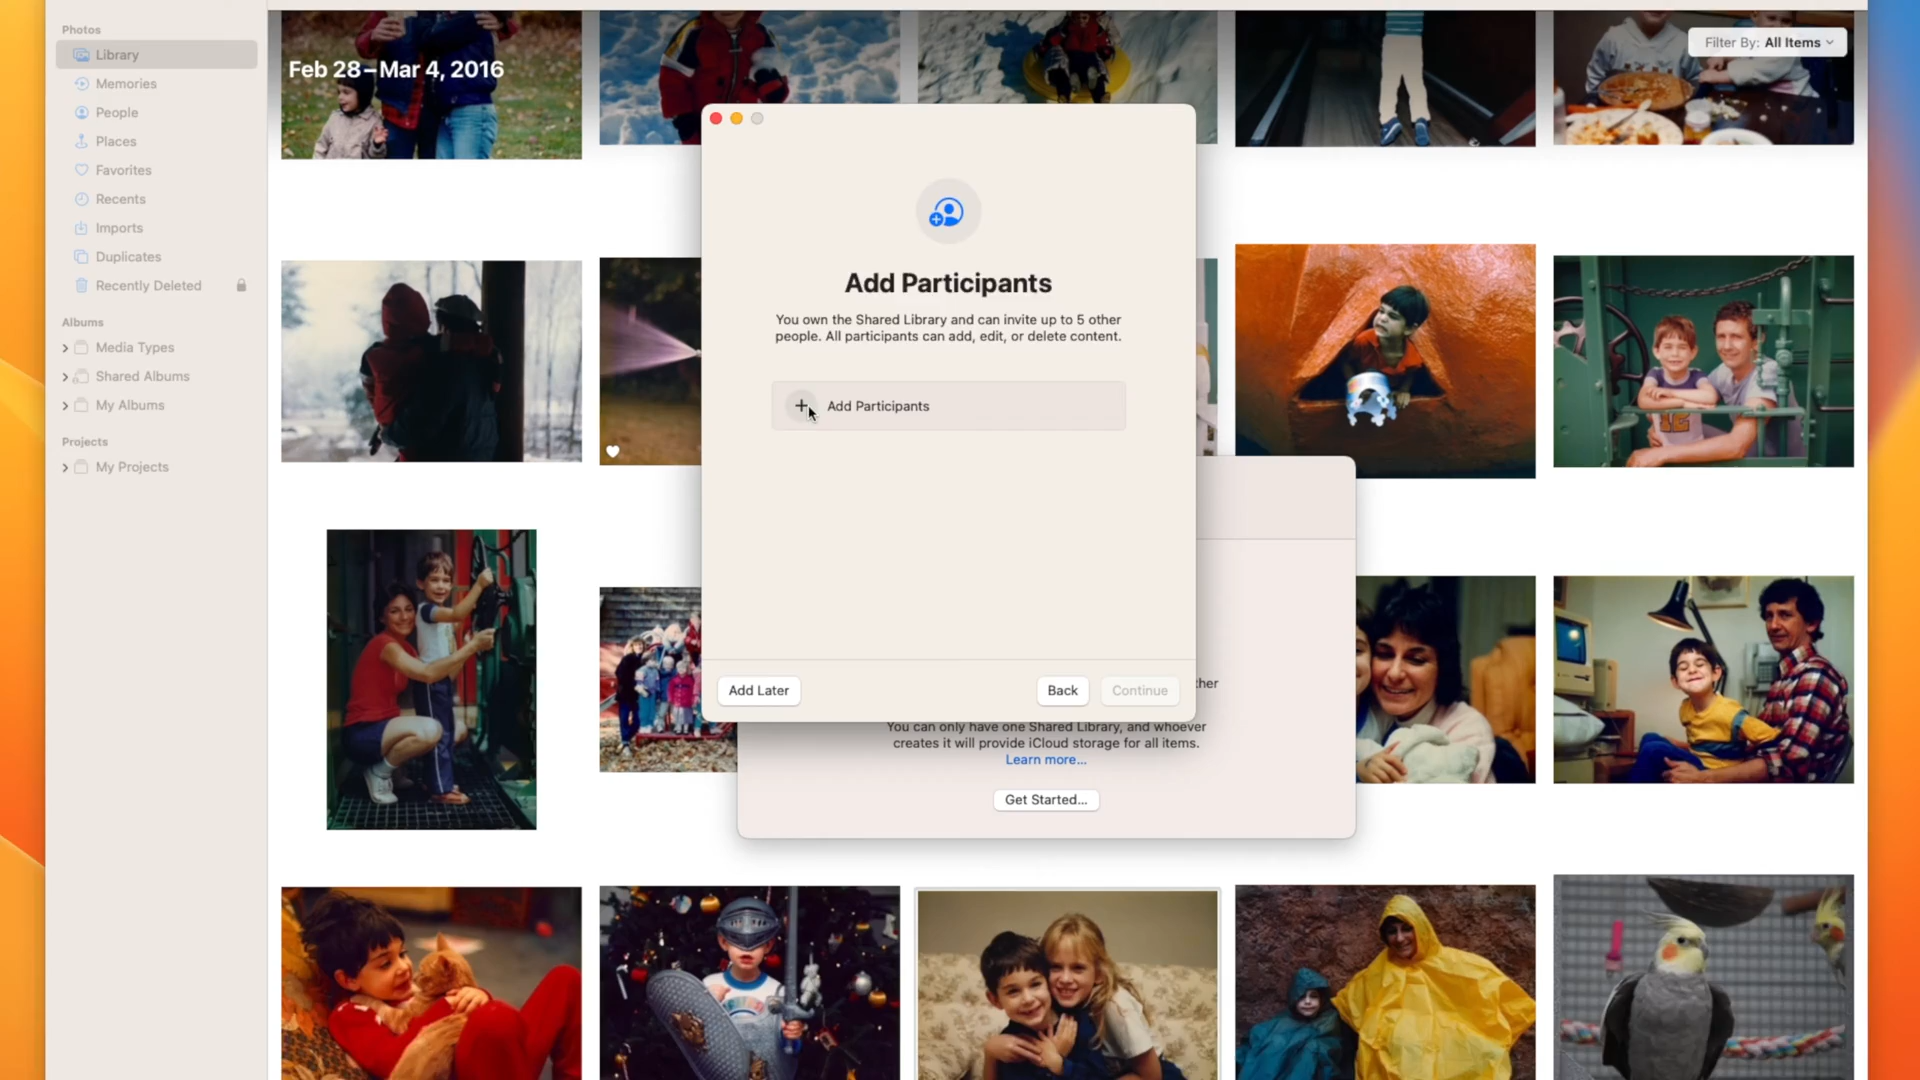 Photos
Library
Memories
People
Places
Favorites
Recents
Imports
Duplicates
Recently Deleted
Albums
Media Types
Shared Albums
My Albums
Projects
My Projects
Feb 28–Mar 4, 2016
Filter By: All Items
Add Participants
You own the Shared Library and can invite up to 5 other
people. All participants can add, edit, or delete content.
Add Participants
Add Later
Back
Continue
ther
You can only have one Shared Library, and whoever
creates it will provide iCloud storage for all items.
Learn more...
Get Started...